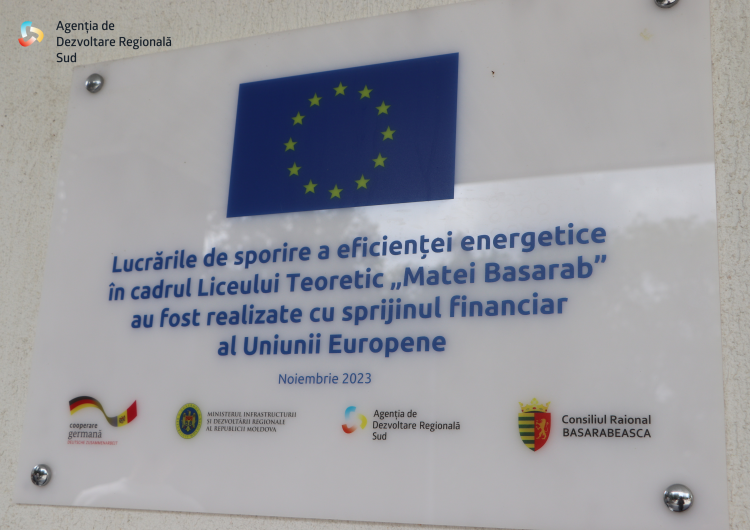 Agenția de
Dezvoltare Regională
Sud
Lucrările de sporire a eficienței energetice
în cadrul Liceului Teoretic „Matei Basarab”
au fost realizate cu sprijinul financiar
al Uniunii Europene
Noiembrie 2023
cooperare
germană
MINISTERUL INFRASTRUCTURII
ȘI DEZVOLTĂRII REGIONALE
AL REPUBLICII MOLDOVA
Agenția de
Dezvoltare Regională
Sud
Consiliul Raional
BASARABEASCA